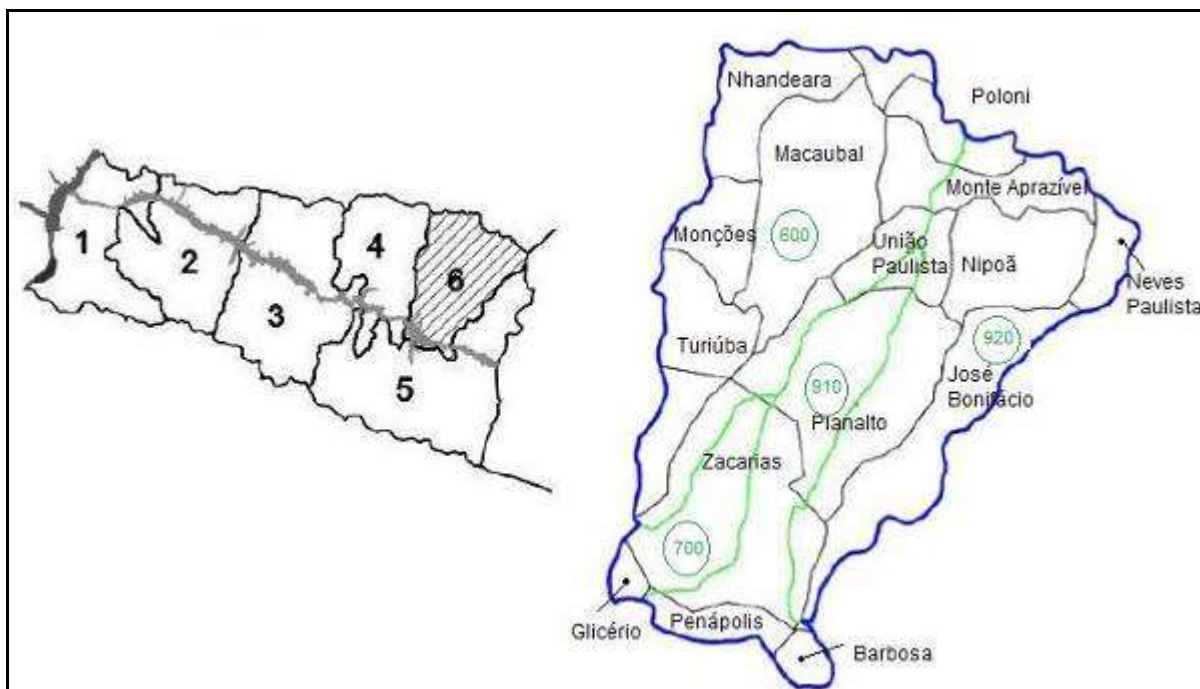 1
2
3
4
5
6
Nhandeara
Poloni
Macaubal
Monte Aprazível
Monções
600
União
Paulista
Nipoã
Neves
Paulista
Turiúba
920
910
José
Bonifácio
Planalto
Zacarias
700
Glicério
Penápolis
Barbosa